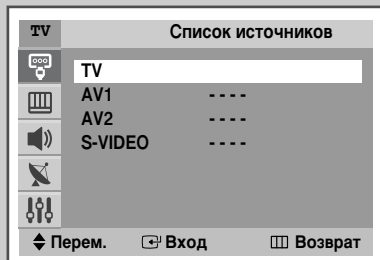 TV Список источников
TV
AV1 - - - -
AV2 - - - -
S-VIDEO - - - -
Перем. Вход Возврат